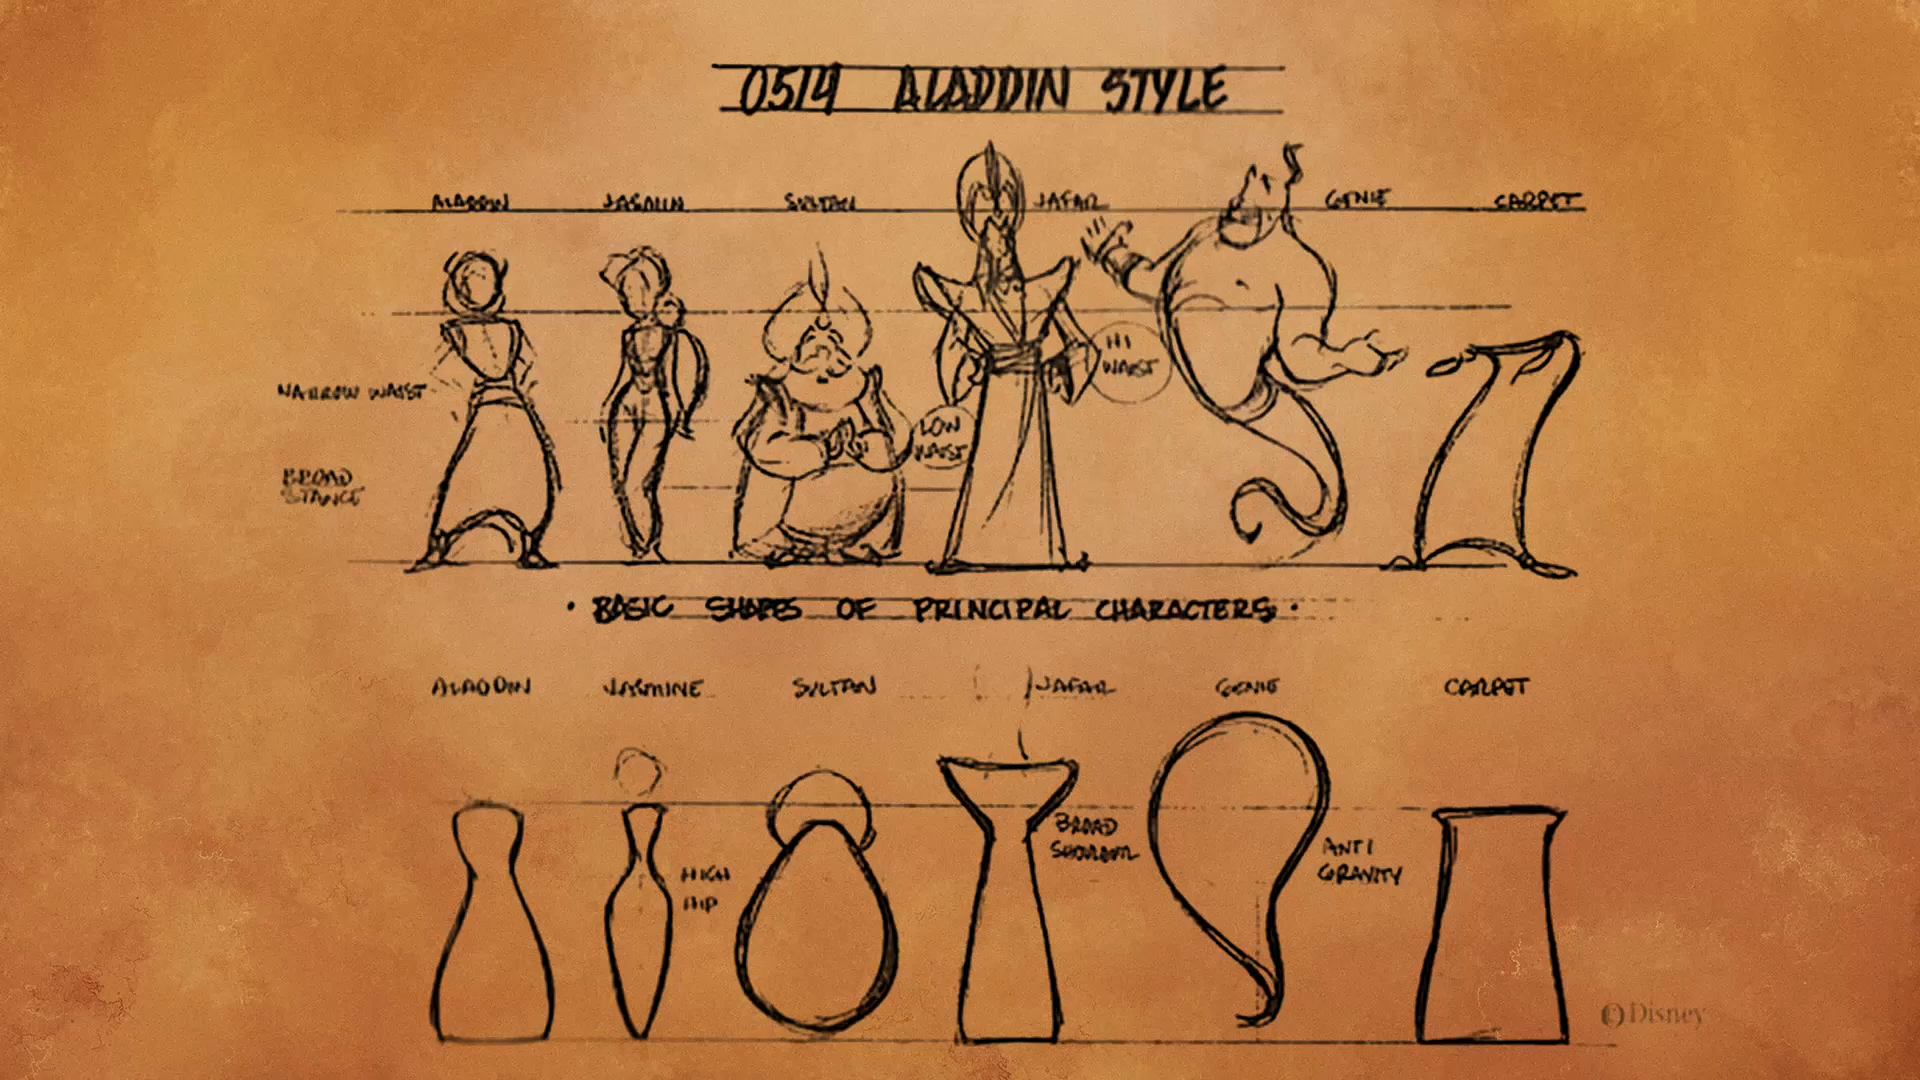 0514 ALADDIN STYLE
ALADDIN JASMIN SULTAN JAFAR GENIE CARPET
HI
WAIST
NARROW WAIST
LOW
WAIST
BROAD
STANCE
• BASIC SHAPES OF PRINCIPAL CHARACTERS •
ALADDIN JASMINE SULTAN JAFAR GENIE CARPET
BROAD
SHOULDER
ANTI
GRAVITY
HIGH
HIP
© Disney